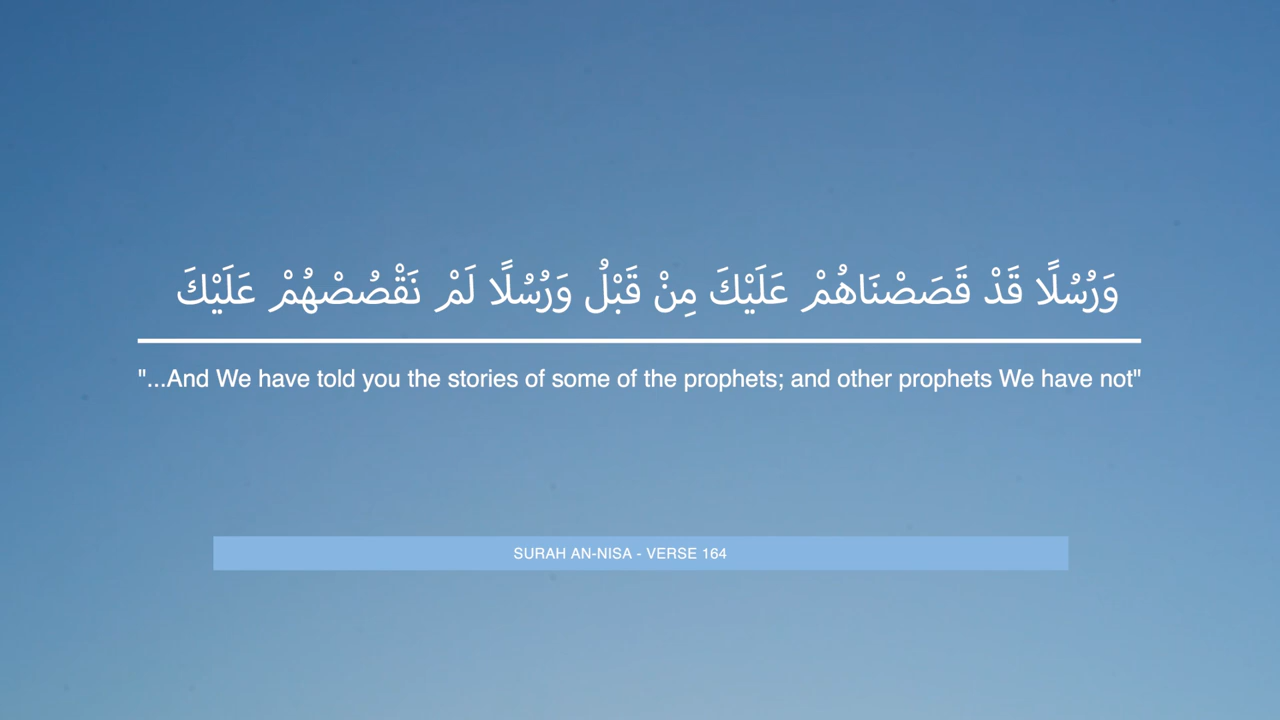 وَرُسُلًا قَدْ قَصَصْنَاهُمْ عَلَيْكَ مِنْ قَبْلُ وَرُسُلًا لَمْ نَقْصُصْهُمْ عَلَيْكَ
"...And We have told you the stories of some of the prophets; and other prophets We have not"
SURAH AN-NISA - VERSE 164